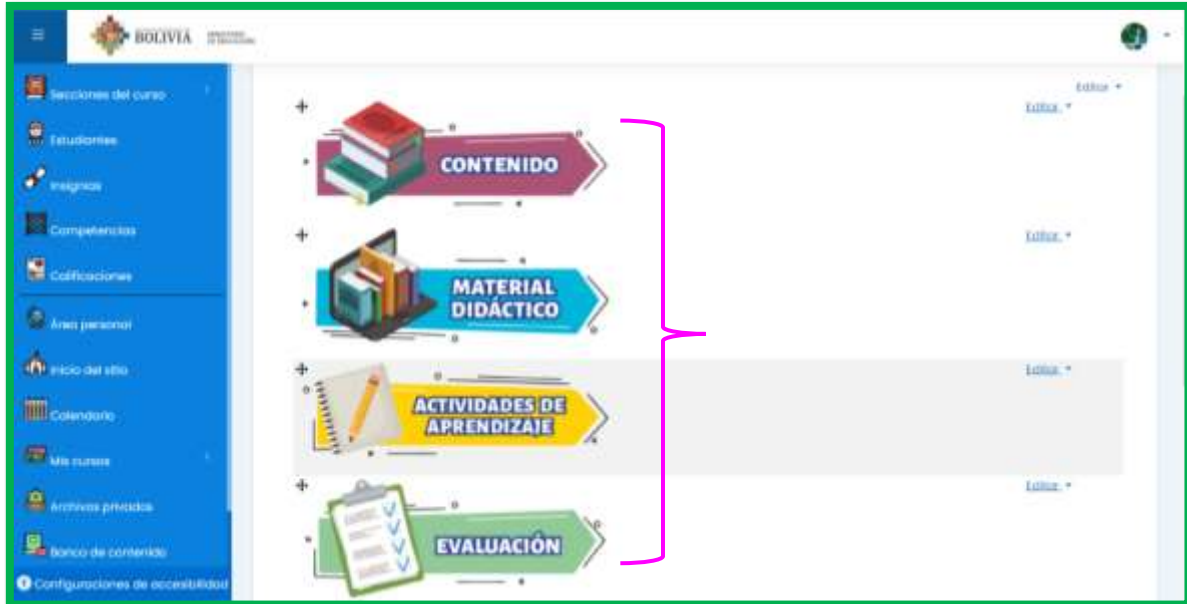 BOLIVIA
Secciones del curso
Estudiantes
Insignias
Competencias
Calificaciones
Área personal
Inicio del sitio
Calendario
Mis cursos
Archivos privados
Banco de contenido
Configuraciones de accesibilidad
Editar
Editar
CONTENIDO
Editar
MATERIAL
DIDÁCTICO
Editar
ACTIVIDADES DE
APRENDIZAJE
Editar
EVALUACIÓN